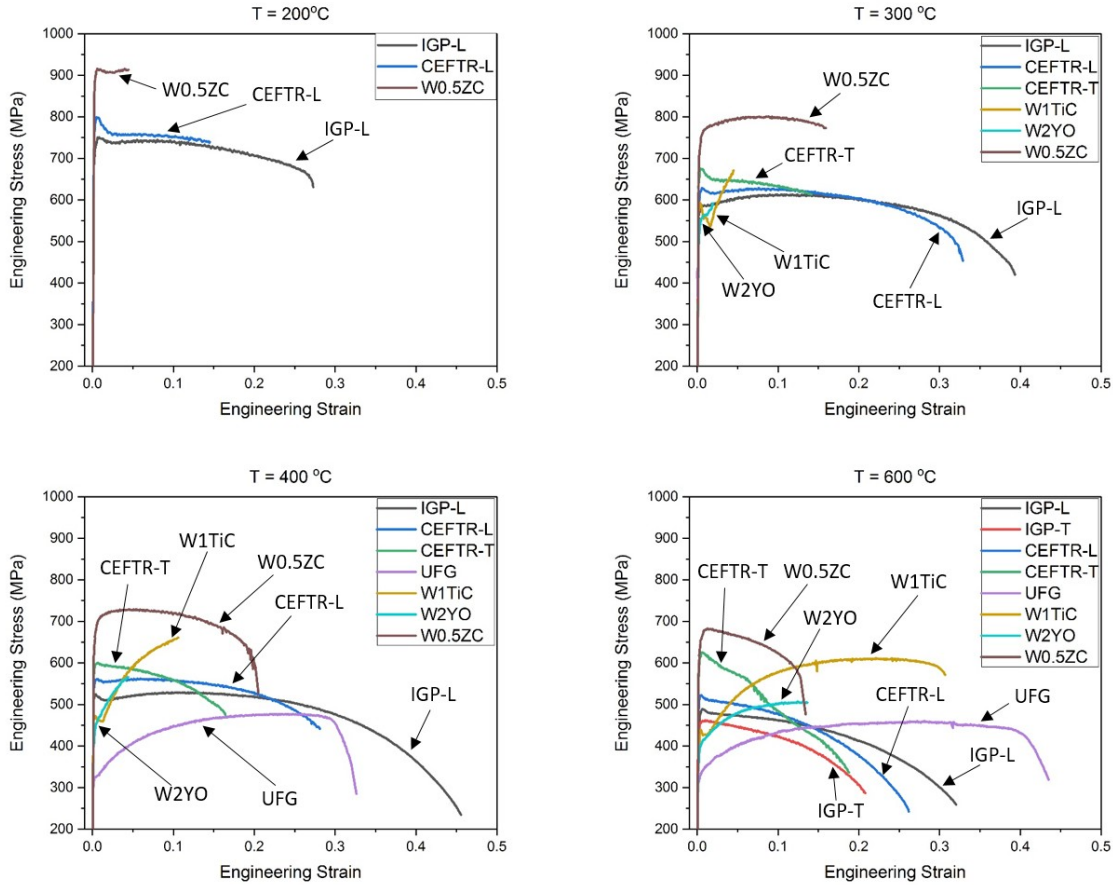 T = 200°C
Engineering Stress (MPa)
1000
900
800
700
600
500
400
300
200
0.0 0.1 0.2 0.3 0.4 0.5
Engineering Strain
IGP-L
CEFTR-L
W0.5ZC
W0.5ZC
CEFTR-L
IGP-L
T = 300 °C
Engineering Stress (MPa)
1000
900
800
700
600
500
400
300
200
0.0 0.1 0.2 0.3 0.4 0.5
Engineering Strain
IGP-L
CEFTR-L
CEFTR-T
W1TiC
W2YO
W0.5ZC
W0.5ZC
CEFTR-T
IGP-L
W1TiC
W2YO
CEFTR-L
T = 400 °C
Engineering Stress (MPa)
1000
900
800
700
600
500
400
300
200
0.0 0.1 0.2 0.3 0.4 0.5
Engineering Strain
IGP-L
CEFTR-L
CEFTR-T
UFG
W1TiC
W2YO
W0.5ZC
W1TiC
CEFTR-T
W0.5ZC
CEFTR-L
IGP-L
W2YO
UFG
T = 600 °C
Engineering Stress (MPa)
1000
900
800
700
600
500
400
300
200
0.0 0.1 0.2 0.3 0.4 0.5
Engineering Strain
IGP-L
IGP-T
CEFTR-L
CEFTR-T
UFG
W1TiC
W2YO
W0.5ZC
CEFTR-T
W0.5ZC
W1TiC
W2YO
CEFTR-L
UFG
IGP-L
IGP-T